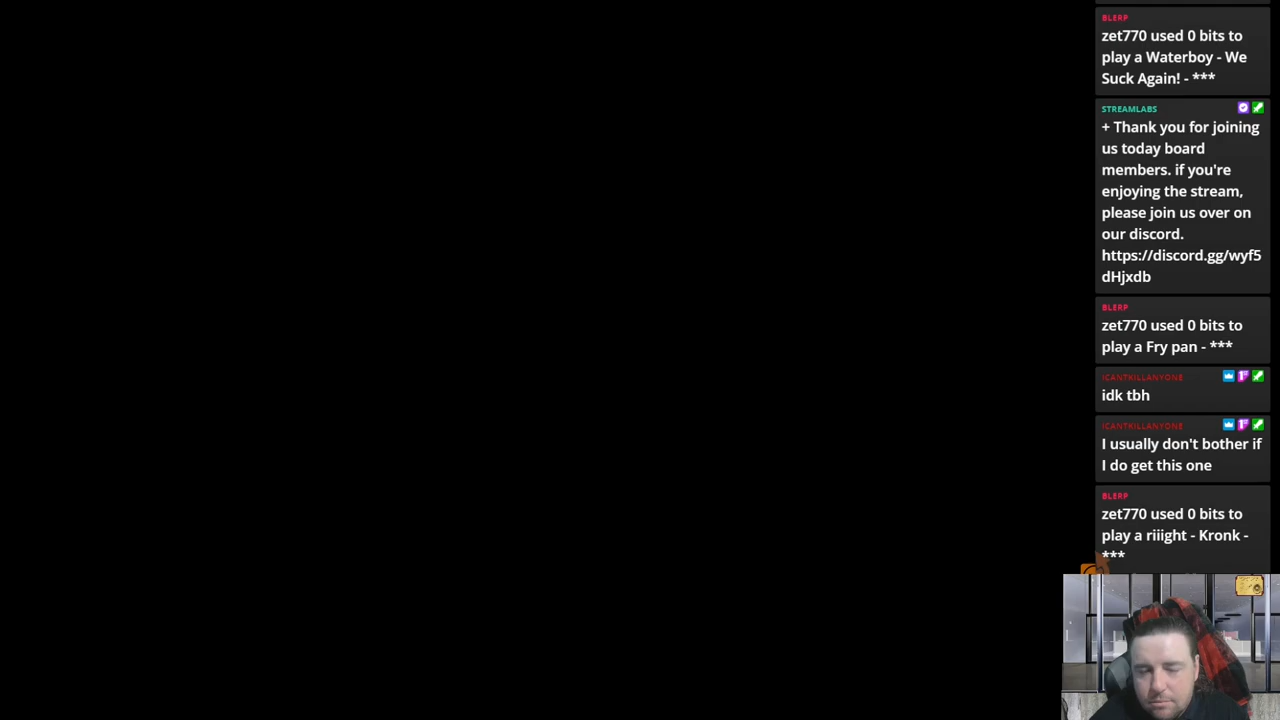 BLERP
zet770 used 0 bits to
play a Waterboy - We
Suck Again! - ***
STREAMLABS
+ Thank you for joining
us today board
members. if you're
enjoying the stream,
please join us over on
our discord.
https://discord.gg/wyf5
dHjxdb
BLERP
zet770 used 0 bits to
play a Fry pan - ***
ICANTKILLANYONE
idk tbh
ICANTKILLANYONE
I usually don't bother if
I do get this one
BLERP
zet770 used 0 bits to
play a riiight - Kronk -
***